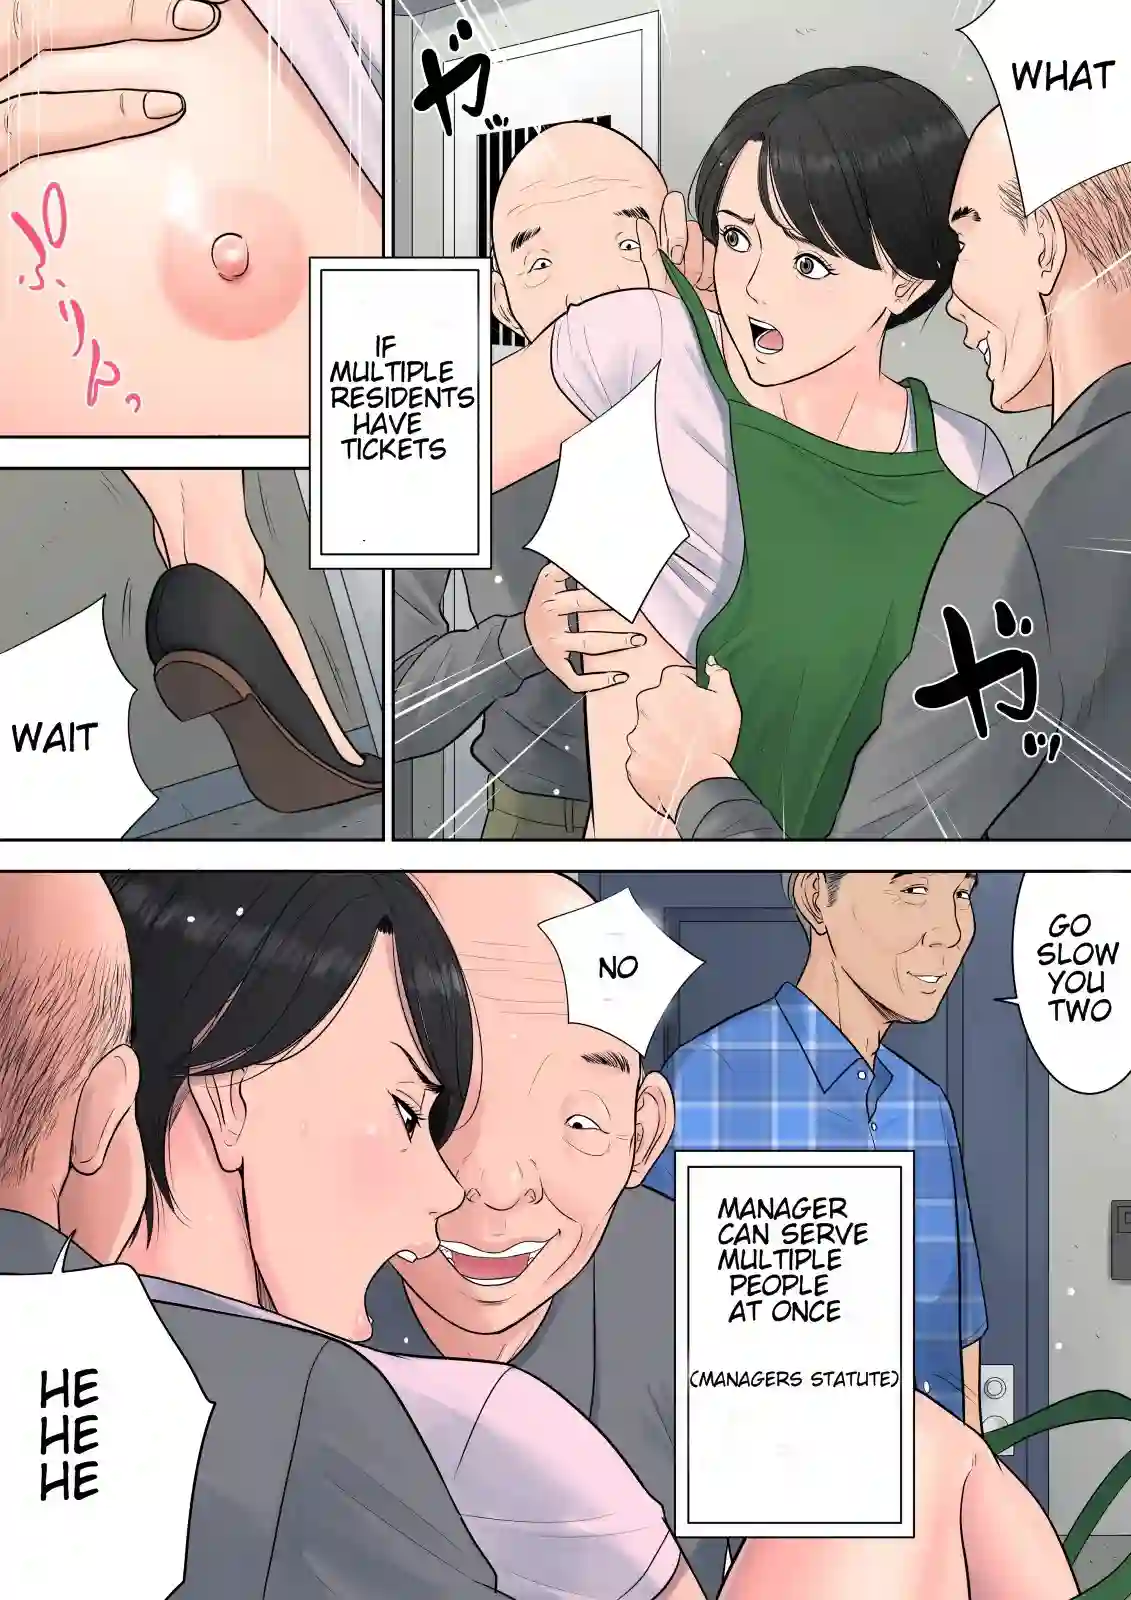 WHAT
ガッ
IF
MULTIPLE
RESIDENTS
HAVE
TICKETS
ぷりんっ
ガッ
WAIT
GO
SLOW
YOU
TWO
NO
MANAGER
CAN SERVE
MULTIPLE
PEOPLE
AT ONCE
(MANAGERS STATUTE)
HE
HE
HE